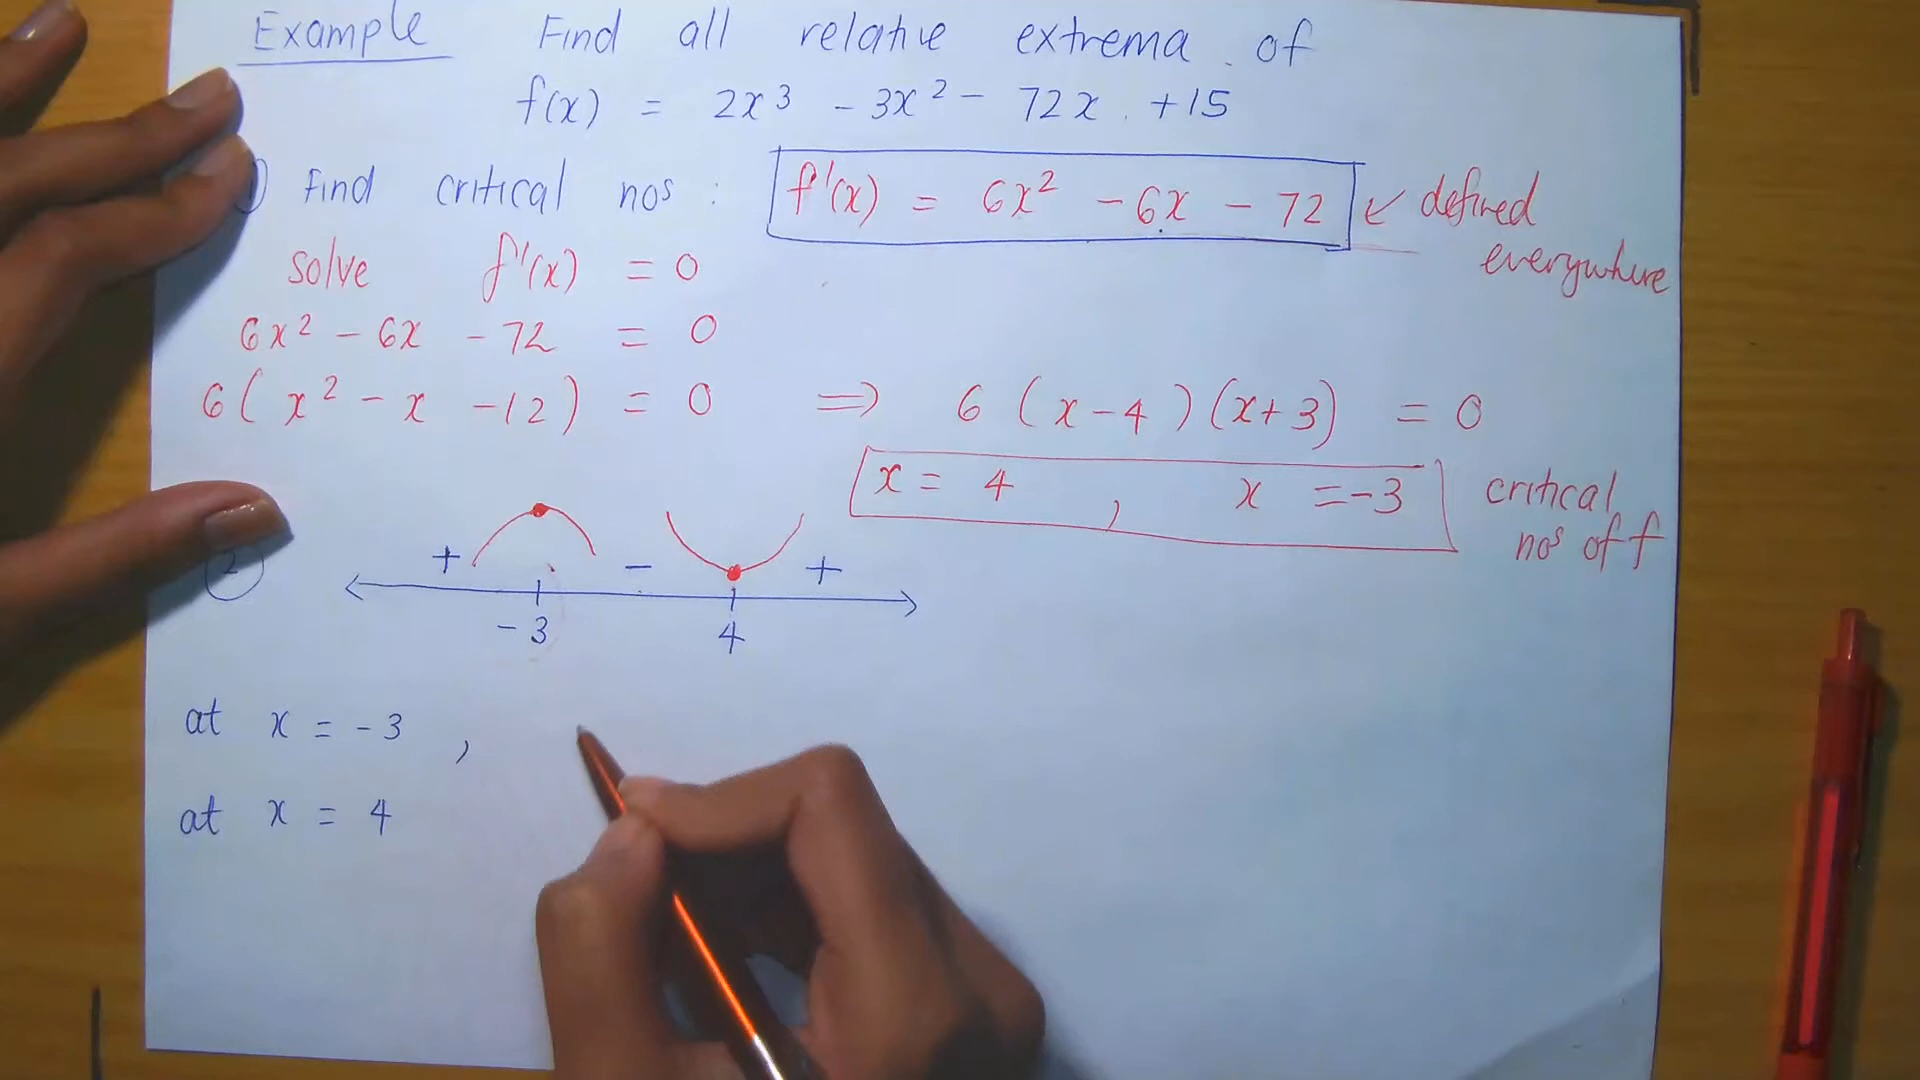 Example Find all relative extrema of
f(x) = 2x³ - 3x² - 72x + 15
1) Find critical nos : f'(x) = 6x² - 6x - 72 ↙ defined everywhere
solve f'(x) = 0
6x² - 6x - 72 = 0
6(x² - x - 12) = 0 ⟹ 6(x-4)(x+3) = 0
x = 4 , x = -3 critical nos of f
2
+ - +
-3 4
at x = -3 ,
at x = 4